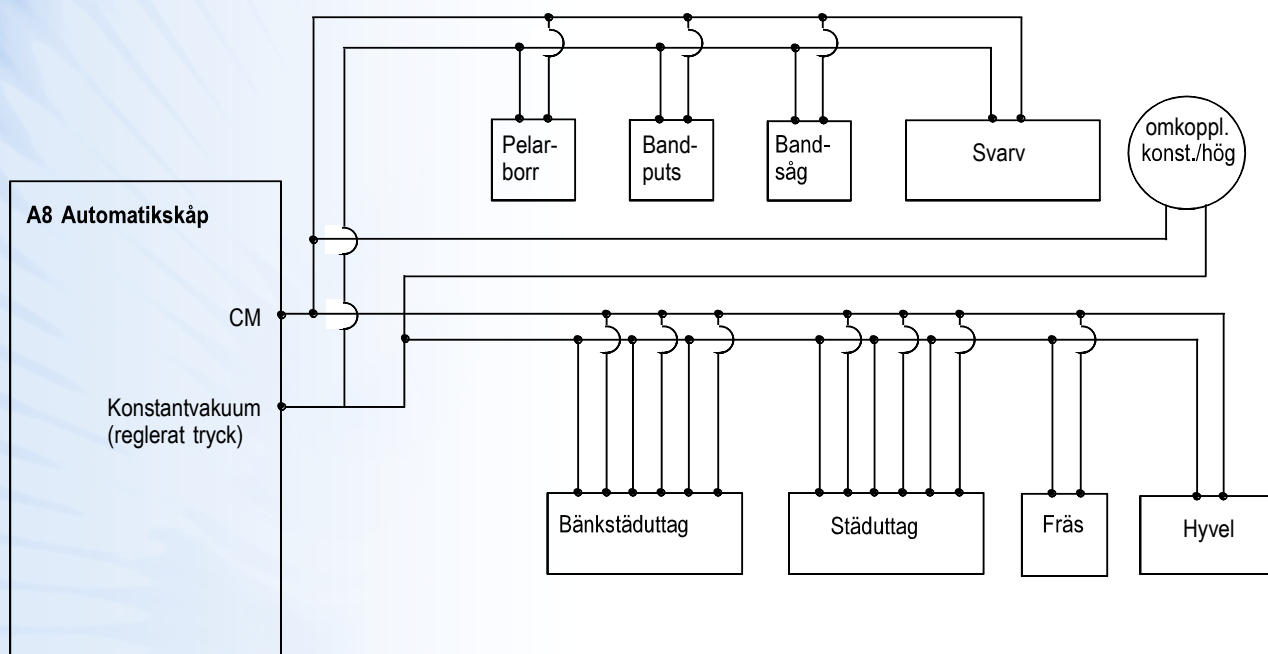 Pelar-
borr
Band-
puts
Band-
såg
Svarv
omkoppl.
konst./hög
A8 Automatikskåp
CM
Konstantvakuum
(reglerat tryck)
Bänkstäduttag
Städuttag
Fräs
Hyvel